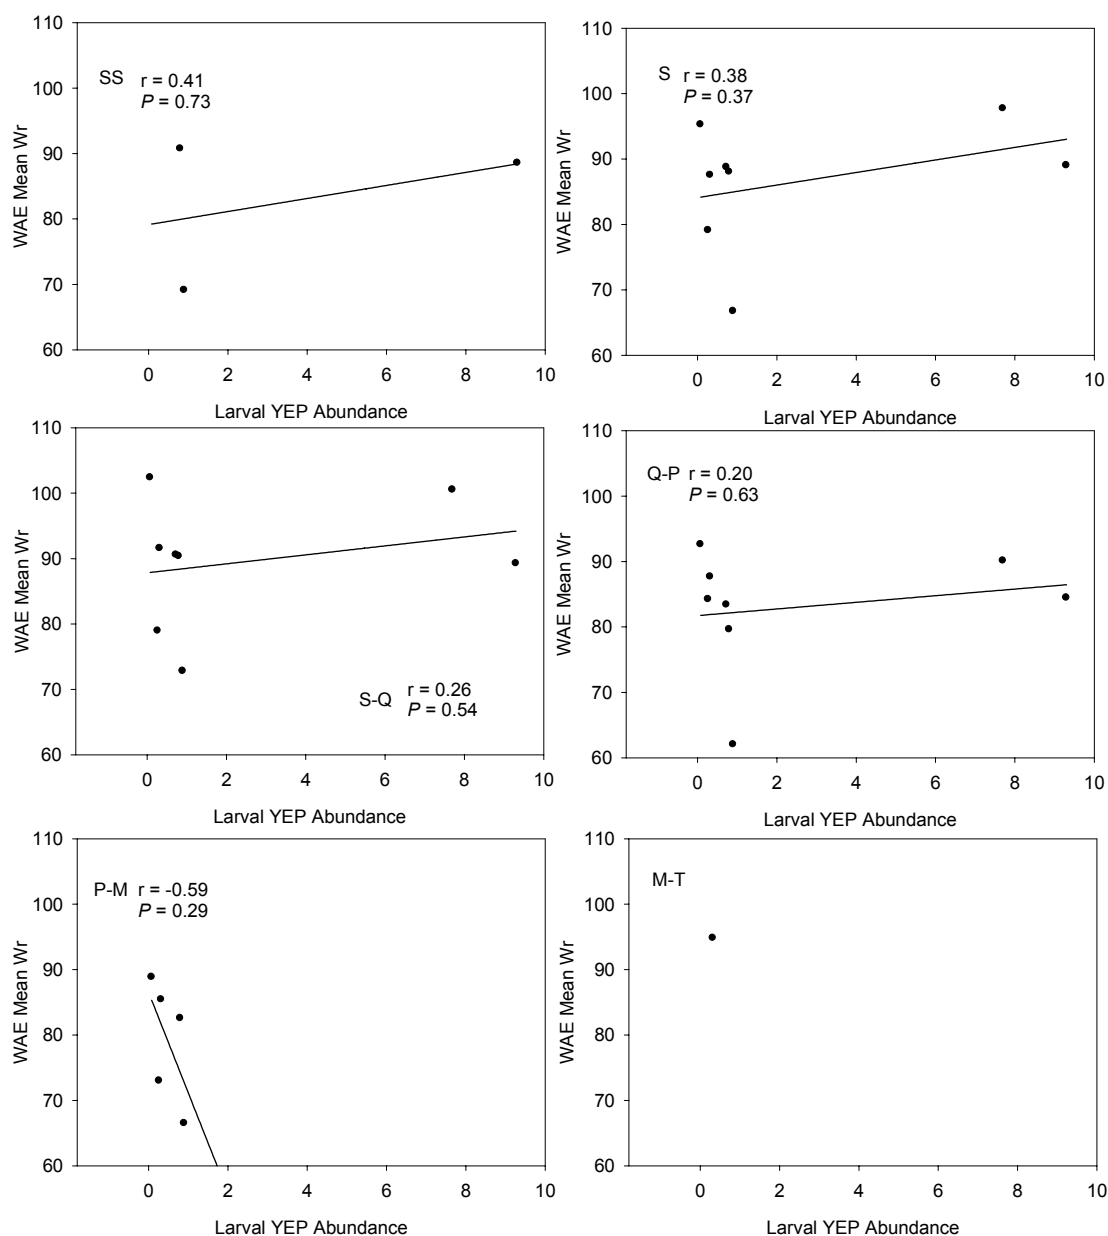 110
100
90
80
70
60
WAE Mean Wr
SS r = 0.41
P = 0.73
0 2 4 6 8 10
Larval YEP Abundance
110
100
90
80
70
60
WAE Mean Wr
S r = 0.38
P = 0.37
0 2 4 6 8 10
Larval YEP Abundance
110
100
90
80
70
60
WAE Mean Wr
S-Q r = 0.26
P = 0.54
0 2 4 6 8 10
Larval YEP Abundance
110
100
90
80
70
60
WAE Mean Wr
Q-P r = 0.20
P = 0.63
0 2 4 6 8 10
Larval YEP Abundance
110
100
90
80
70
60
WAE Mean Wr
P-M r = -0.59
P = 0.29
0 2 4 6 8 10
Larval YEP Abundance
110
100
90
80
70
60
WAE Mean Wr
M-T
0 2 4 6 8 10
Larval YEP Abundance